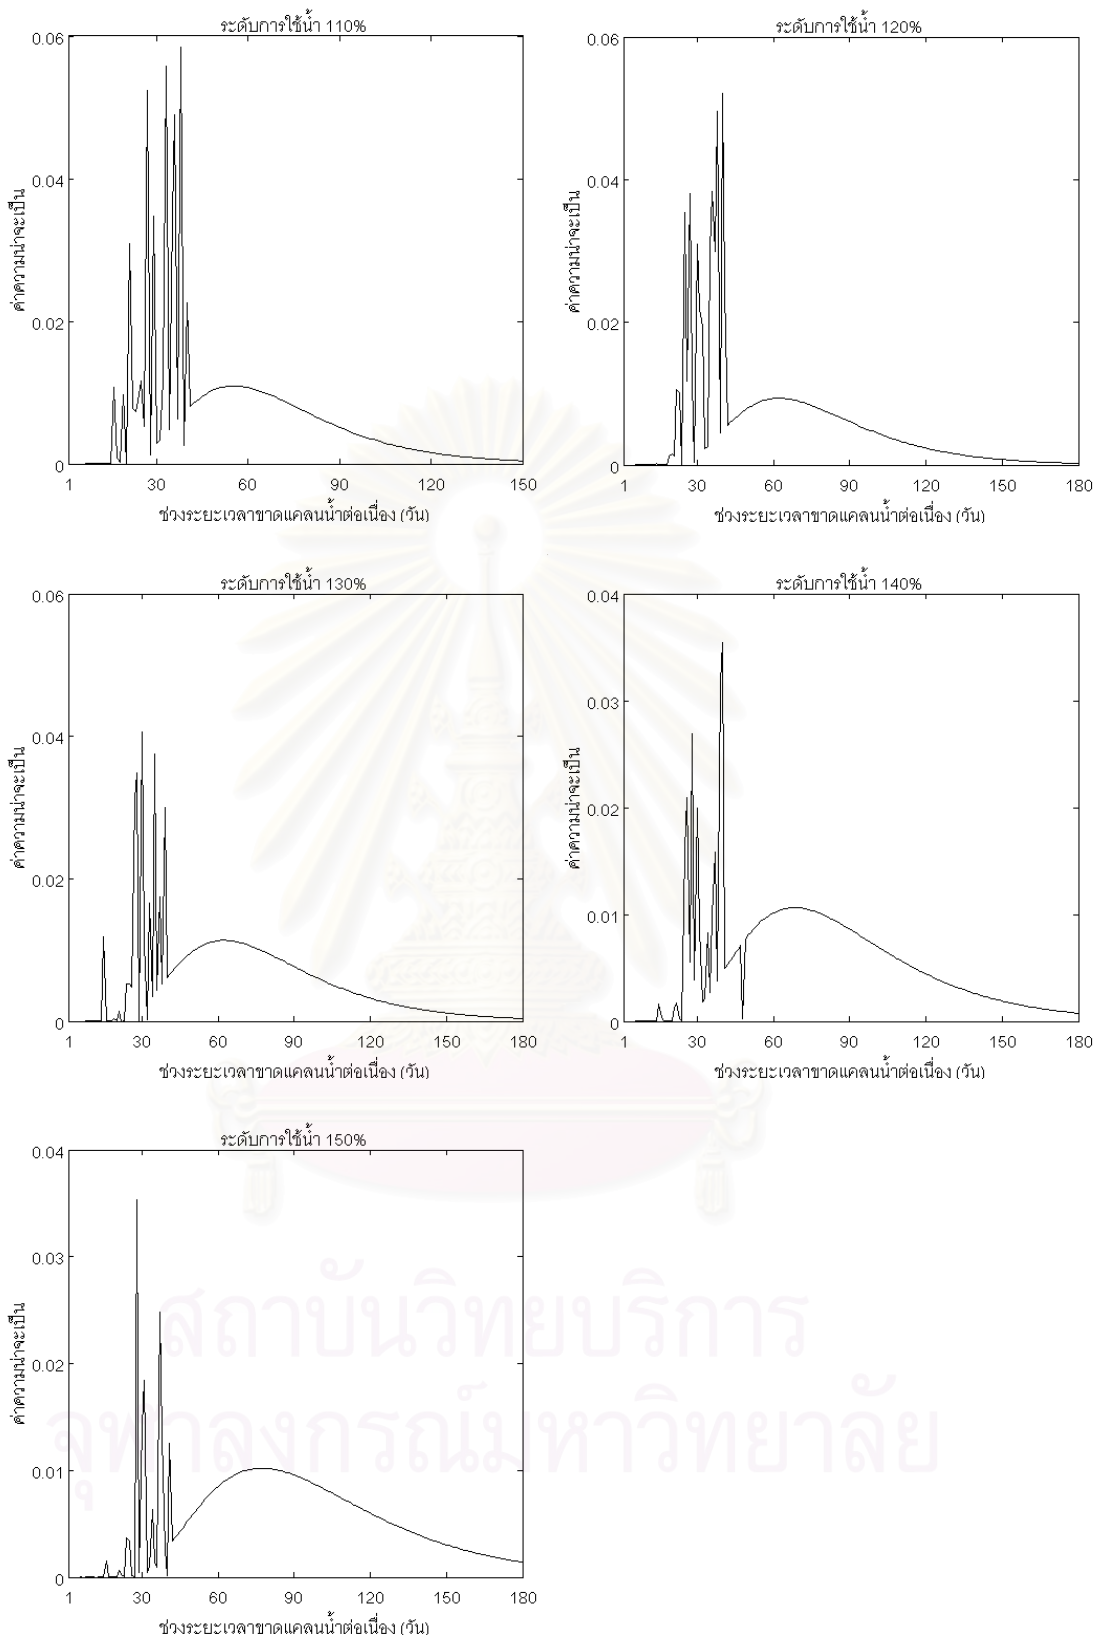 ระดับการใช้น้ำ 110%
0.06
0.04
0.02
0
ค่าความน่าจะเป็น
1 30 60 90 120 150
ช่วงระยะเวลาขาดแคลนน้ำต่อเนื่อง (วัน)
ระดับการใช้น้ำ 120%
0.06
0.04
0.02
0
ค่าความน่าจะเป็น
1 30 60 90 120 150 180
ช่วงระยะเวลาขาดแคลนน้ำต่อเนื่อง (วัน)
ระดับการใช้น้ำ 130%
0.06
0.04
0.02
0
ค่าความน่าจะเป็น
1 30 60 90 120 150 180
ช่วงระยะเวลาขาดแคลนน้ำต่อเนื่อง (วัน)
ระดับการใช้น้ำ 140%
0.04
0.03
0.02
0.01
0
ค่าความน่าจะเป็น
1 30 60 90 120 150 180
ช่วงระยะเวลาขาดแคลนน้ำต่อเนื่อง (วัน)
ระดับการใช้น้ำ 150%
0.04
0.03
0.02
0.01
0
ค่าความน่าจะเป็น
1 30 60 90 120 150 180
ช่วงระยะเวลาขาดแคลนน้ำต่อเนื่อง (วัน)
สถาบันวิทยบริการ
จุฬาลงกรณ์มหาวิทยาลัย